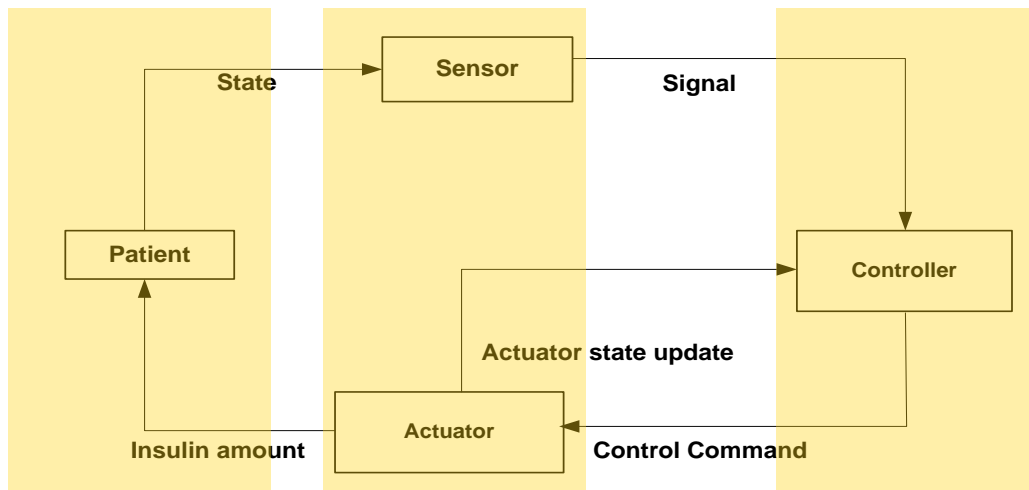 Sensor
State
Signal
Patient
Controller
Actuator state update
Actuator
Insulin amount
Control Command